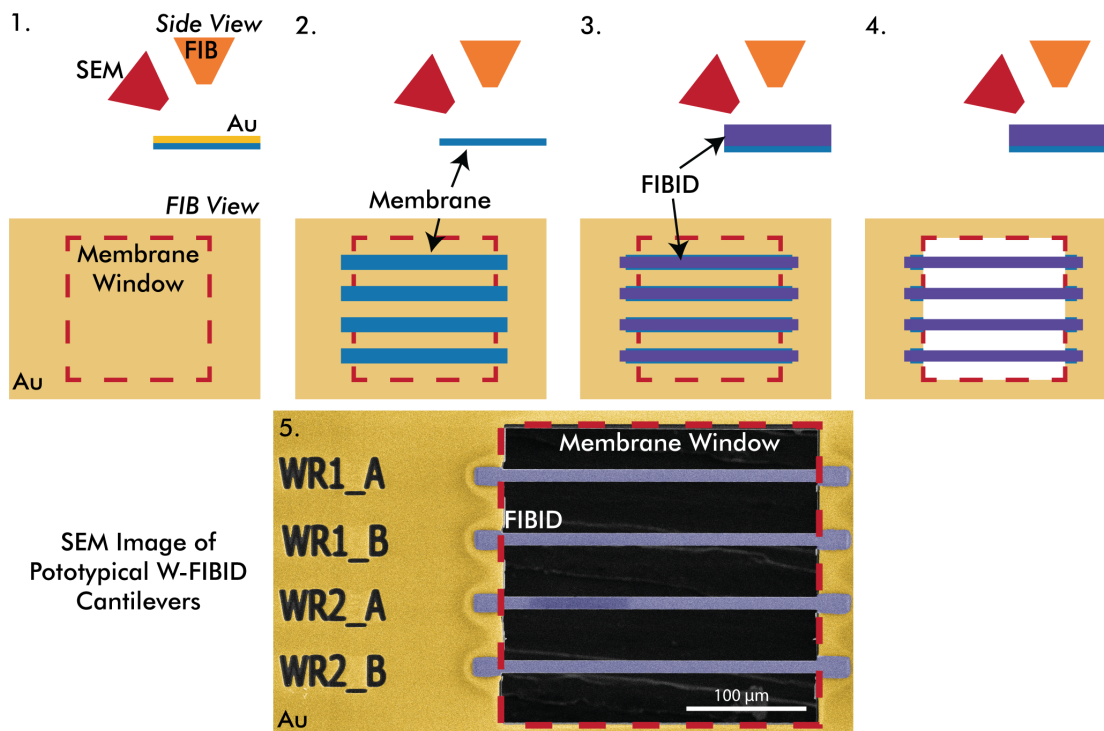 1.
Side View
FIB
SEM
Au
FIB View
Membrane
Window
Au
2.
Membrane
3.
FIBID
4.
5.
Membrane Window
WR1_A
FIBID
WR1_B
WR2_A
WR2_B
100 µm
Au
SEM Image of
Pototypical W-FIBID
Cantilevers